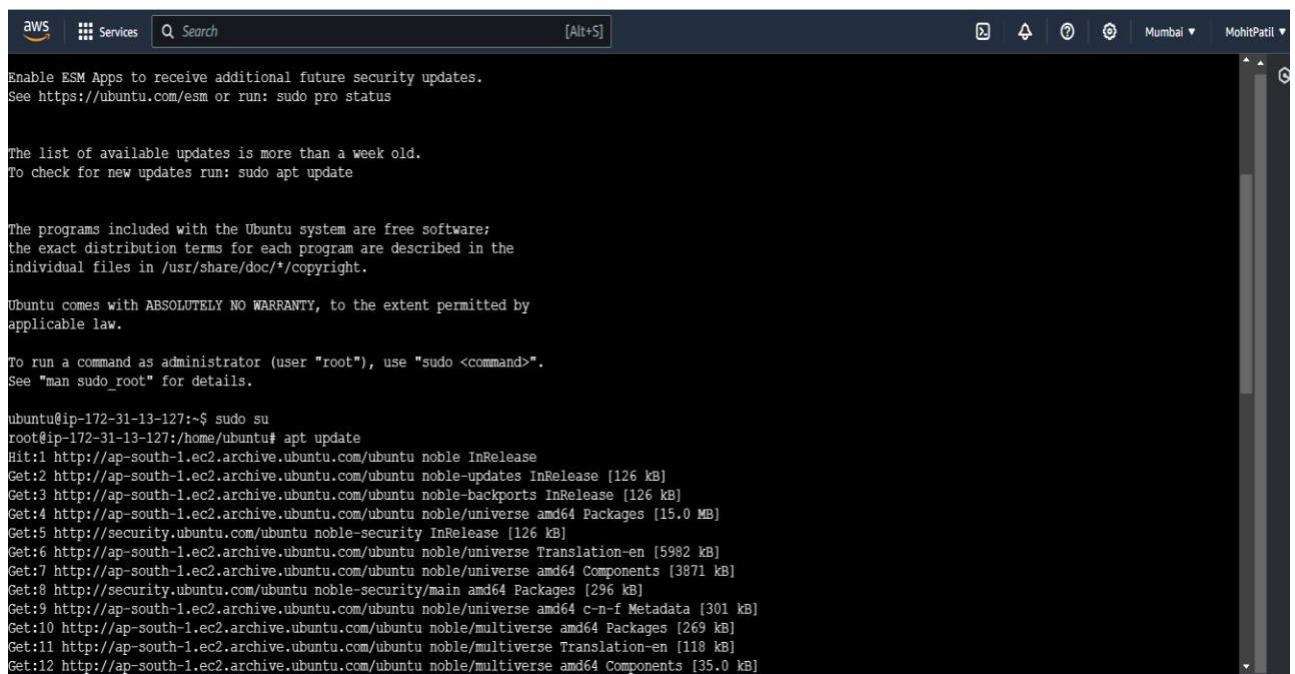 aws Services Search [Alt+S] Mumbai MohitPatil
Enable ESM Apps to receive additional future security updates.
See https://ubuntu.com/esm or run: sudo pro status
The list of available updates is more than a week old.
To check for new updates run: sudo apt update
The programs included with the Ubuntu system are free software;
the exact distribution terms for each program are described in the
individual files in /usr/share/doc/*/copyright.
Ubuntu comes with ABSOLUTELY NO WARRANTY, to the extent permitted by
applicable law.
To run a command as administrator (user "root"), use "sudo <command>".
See "man sudo_root" for details.
ubuntu@ip-172-31-13-127:~$ sudo su
root@ip-172-31-13-127:/home/ubuntu# apt update
Hit:1 http://ap-south-1.ec2.archive.ubuntu.com/ubuntu noble InRelease
Get:2 http://ap-south-1.ec2.archive.ubuntu.com/ubuntu noble-updates InRelease [126 kB]
Get:3 http://ap-south-1.ec2.archive.ubuntu.com/ubuntu noble-backports InRelease [126 kB]
Get:4 http://ap-south-1.ec2.archive.ubuntu.com/ubuntu noble/universe amd64 Packages [15.0 MB]
Get:5 http://security.ubuntu.com/ubuntu noble-security InRelease [126 kB]
Get:6 http://ap-south-1.ec2.archive.ubuntu.com/ubuntu noble/universe Translation-en [5982 kB]
Get:7 http://ap-south-1.ec2.archive.ubuntu.com/ubuntu noble/universe amd64 Components [3871 kB]
Get:8 http://security.ubuntu.com/ubuntu noble-security/main amd64 Packages [296 kB]
Get:9 http://ap-south-1.ec2.archive.ubuntu.com/ubuntu noble/universe amd64 c-n-f Metadata [301 kB]
Get:10 http://ap-south-1.ec2.archive.ubuntu.com/ubuntu noble/multiverse amd64 Packages [269 kB]
Get:11 http://ap-south-1.ec2.archive.ubuntu.com/ubuntu noble/multiverse Translation-en [118 kB]
Get:12 http://ap-south-1.ec2.archive.ubuntu.com/ubuntu noble/multiverse amd64 Components [35.0 kB]